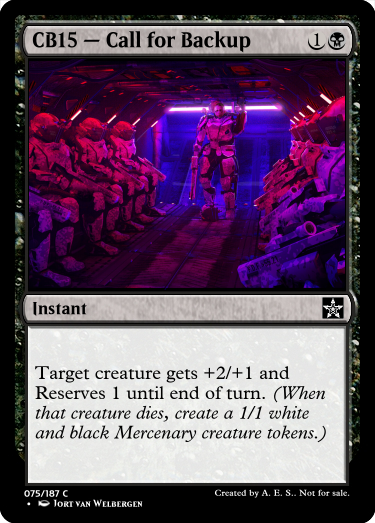 CB15 — Call for Backup 1
Instant
Target creature gets +2/+1 and
Reserves 1 until end of turn. (When
that creature dies, create a 1/1 white
and black Mercenary creature tokens.)
075/187 C
Created by A. E. S.. Not for sale.
• Jort van Welbergen